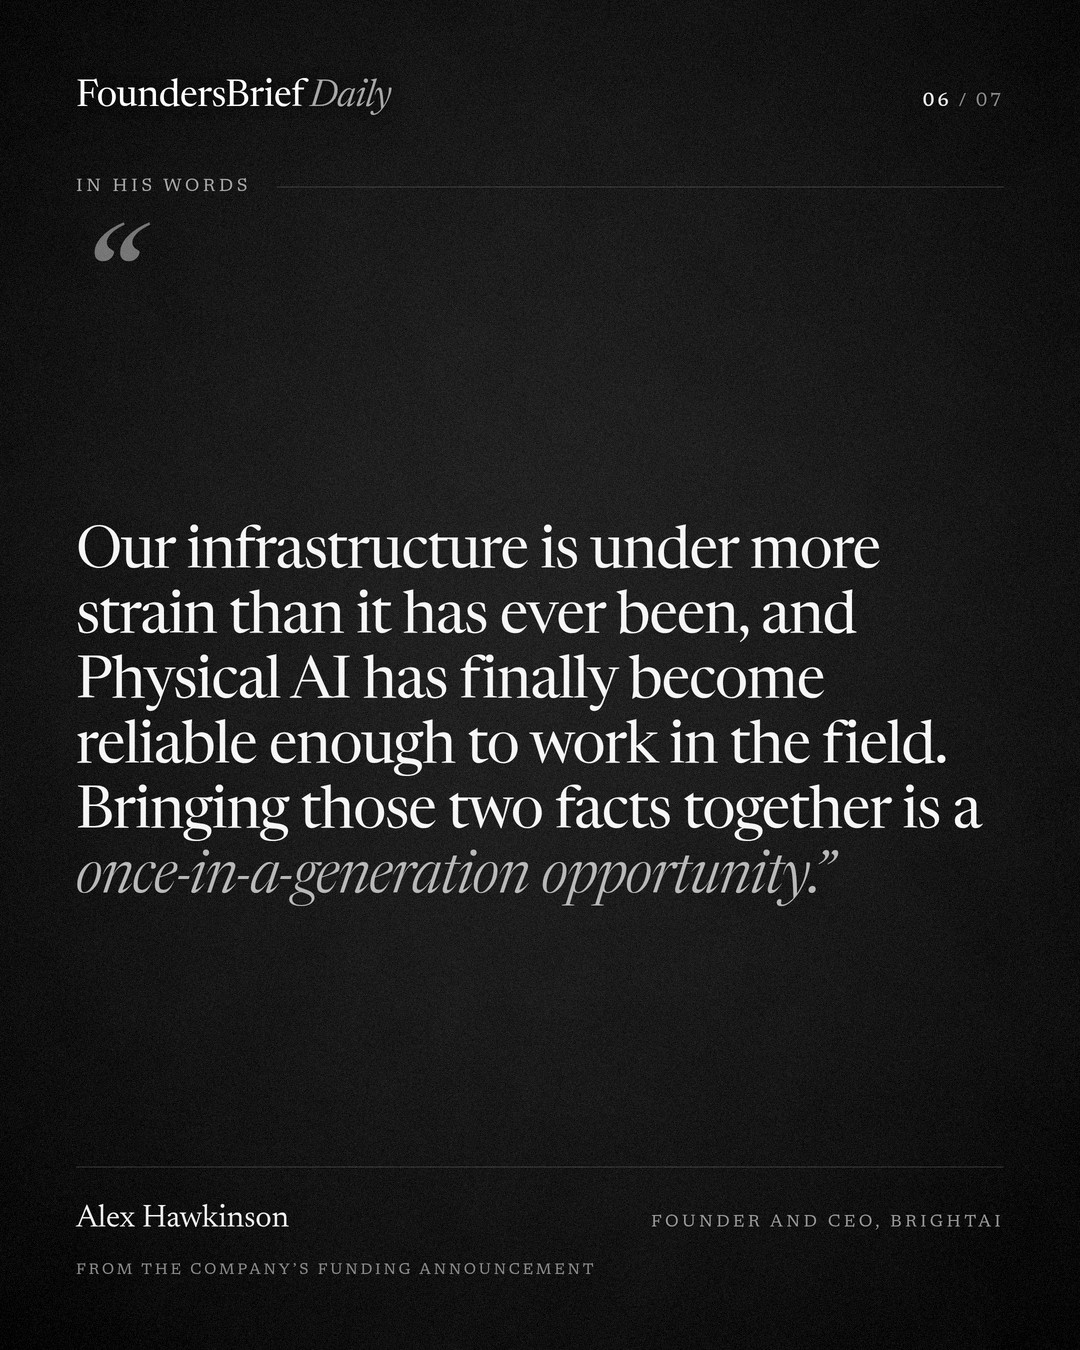 FoundersBrief Daily
06 / 07
IN HIS WORDS
“
Our infrastructure is under more
strain than it has ever been, and
Physical AI has finally become
reliable enough to work in the field.
Bringing those two facts together is a
once-in-a-generation opportunity.”
Alex Hawkinson
FOUNDER AND CEO, BRIGHTAI
FROM THE COMPANY’S FUNDING ANNOUNCEMENT